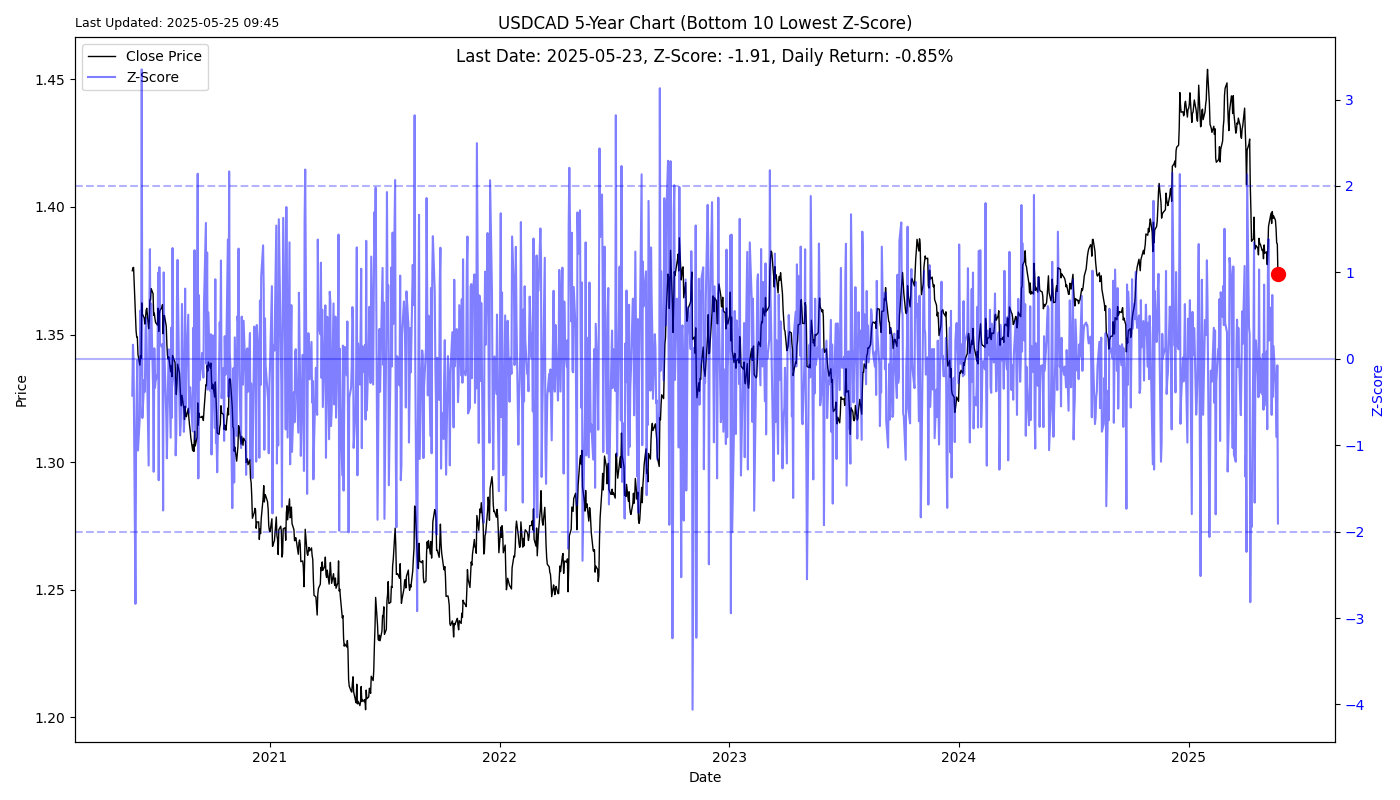 Last Updated: 2025-05-25 09:45
USDCAD 5-Year Chart (Bottom 10 Lowest Z-Score)
Last Date: 2025-05-23, Z-Score: -1.91, Daily Return: -0.85%
Close Price
Z-Score
1.45
1.40
1.35
1.30
1.25
1.20
Price
3
2
1
0
−1
−2
−3
−4
Z-Score
2021
2022
2023
2024
2025
Date